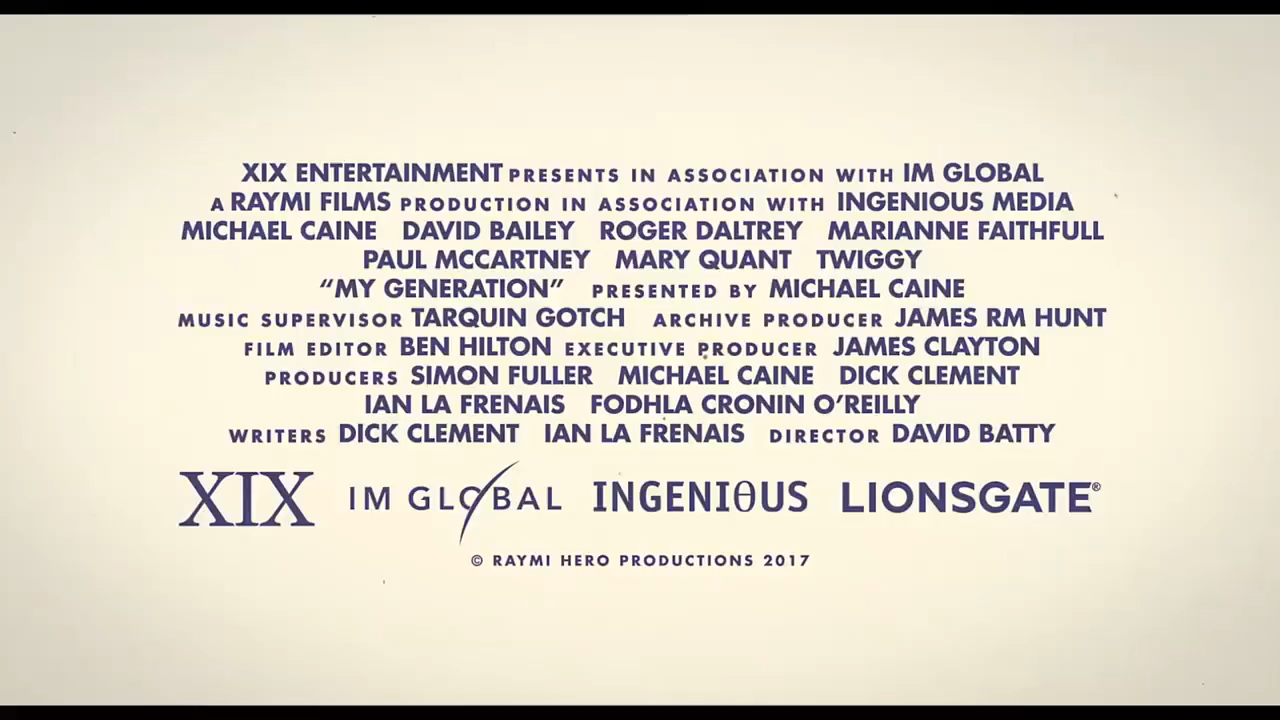 XIX ENTERTAINMENT PRESENTS IN ASSOCIATION WITH IM GLOBAL
A RAYMI FILMS PRODUCTION IN ASSOCIATION WITH INGENIOUS MEDIA
MICHAEL CAINE DAVID BAILEY ROGER DALTREY MARIANNE FAITHFULL
PAUL MCCARTNEY MARY QUANT TWIGGY
“MY GENERATION” PRESENTED BY MICHAEL CAINE
MUSIC SUPERVISOR TARQUIN GOTCH ARCHIVE PRODUCER JAMES RM HUNT
FILM EDITOR BEN HILTON EXECUTIVE PRODUCER JAMES CLAYTON
PRODUCERS SIMON FULLER MICHAEL CAINE DICK CLEMENT
IAN LA FRENAIS FODHLA CRONIN O’REILLY
WRITERS DICK CLEMENT IAN LA FRENAIS DIRECTOR DAVID BATTY
XIX IM GLOBAL INGENIθUS LIONSGATE®
© RAYMI HERO PRODUCTIONS 2017